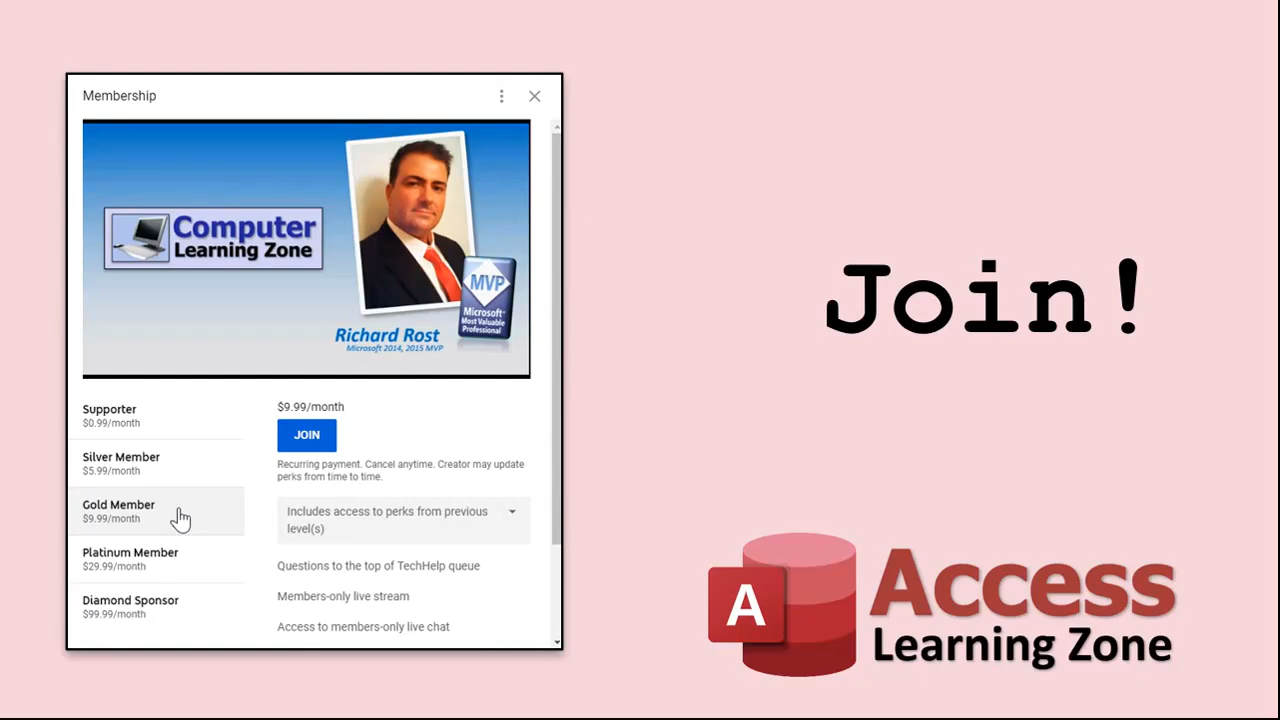 Membership
Computer
Learning Zone
MVP
Microsoft®
Most Valuable
Professional
Richard Rost
Microsoft 2014, 2015 MVP
Supporter
$0.99/month
Silver Member
$5.99/month
Gold Member
$9.99/month
Platinum Member
$29.99/month
Diamond Sponsor
$99.99/month
$9.99/month
JOIN
Recurring payment. Cancel anytime. Creator may update
perks from time to time.
Includes access to perks from previous
level(s)
Questions to the top of TechHelp queue
Members-only live stream
Access to members-only live chat
Join!
A
Access
Learning Zone